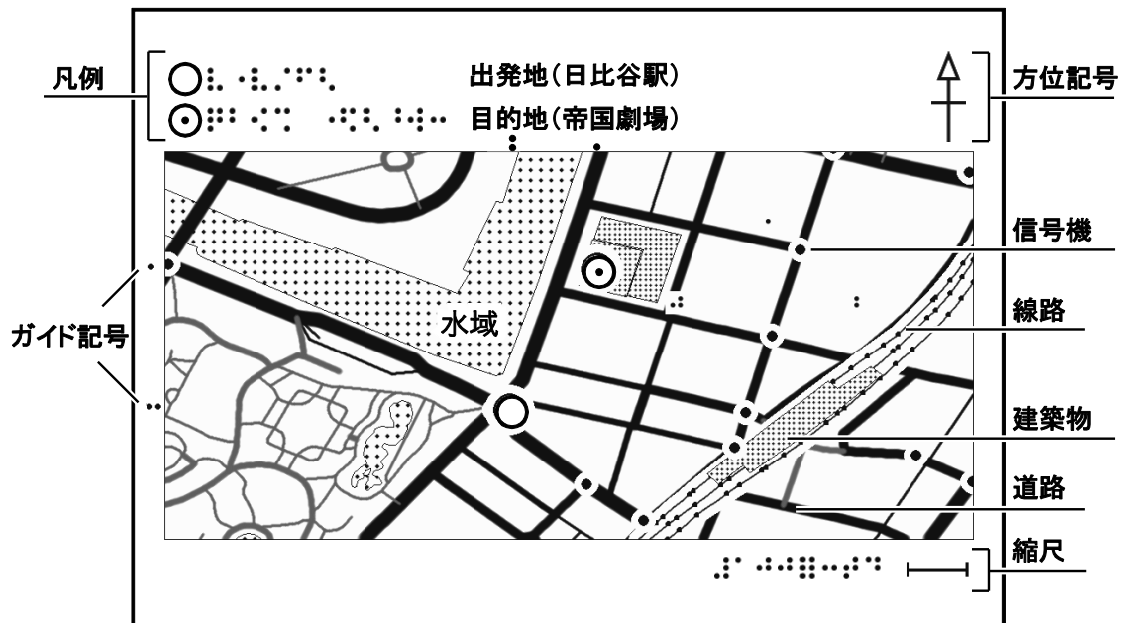 凡例
出発地（日比谷駅）
目的地（帝国劇場）
方位記号
信号機
線路
ガイド記号
水域
建築物
道路
縮尺